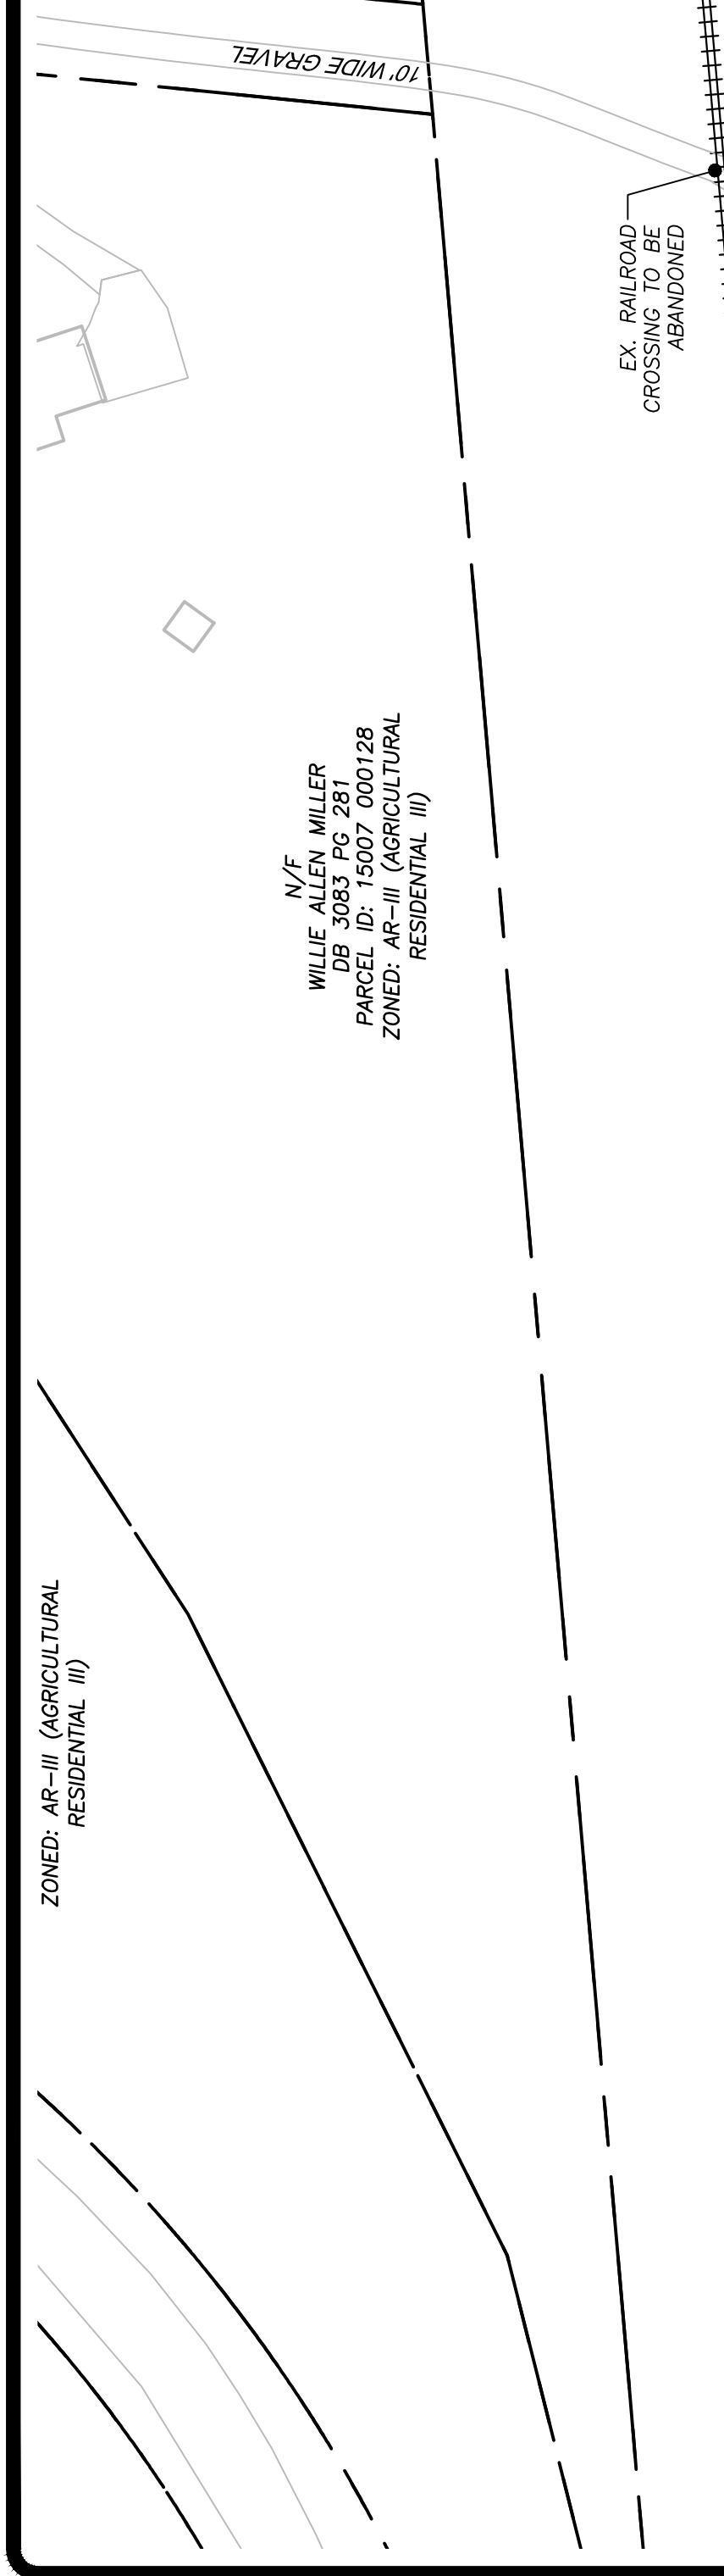 10' WIDE GRAVEL
EX. RAILROAD
CROSSING TO BE
ABANDONED
N/F
WILLIE ALLEN MILLER
DB 3083 PG 281
PARCEL ID: 15007 000128
ZONED: AR-III (AGRICULTURAL
RESIDENTIAL III)
ZONED: AR-III (AGRICULTURAL
RESIDENTIAL III)